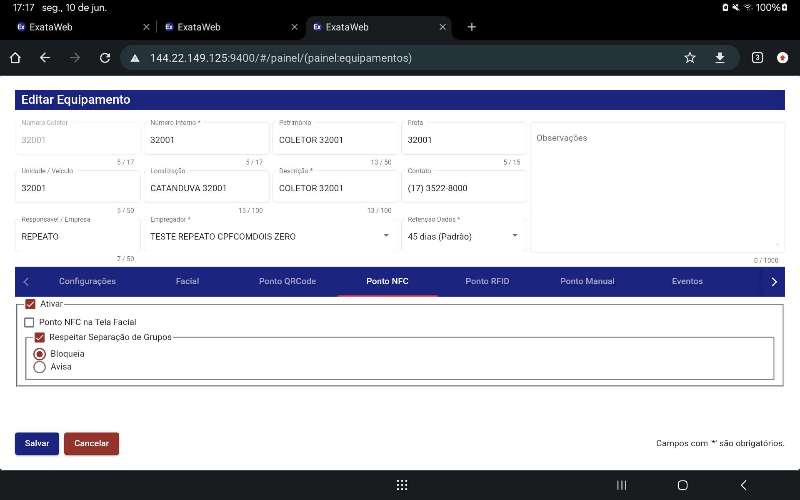 17:17 seg., 10 de jun. 100%
Ex ExataWeb Ex ExataWeb Ex ExataWeb
144.22.149.125:9400/#/painel/(painel:equipamentos) 3
Editar Equipamento
Número Coletor Número Interno * Patrimônio Frota
32001 32001 COLETOR 32001 32001 Observações
5 / 17 5 / 17 13 / 50 5 / 15
Unidade / Veículo Localização Descrição * Contato
32001 CATANDUVA 32001 COLETOR 32001 (17) 3522-8000
5 / 50 15 / 100 13 / 100
Responsável / Empresa Empregador * Retenção Dados *
REPEATO TESTE REPEATO CPFCOMDOIS ZERO 45 dias (Padrão)
7 / 50 0 / 1000
Configurações Facial Ponto QRCode Ponto NFC Ponto RFID Ponto Manual Eventos
Ativar
Ponto NFC na Tela Facial
Respeitar Separação de Grupos
Bloqueia
Avisa
Salvar Cancelar Campos com '*' são obrigatórios.